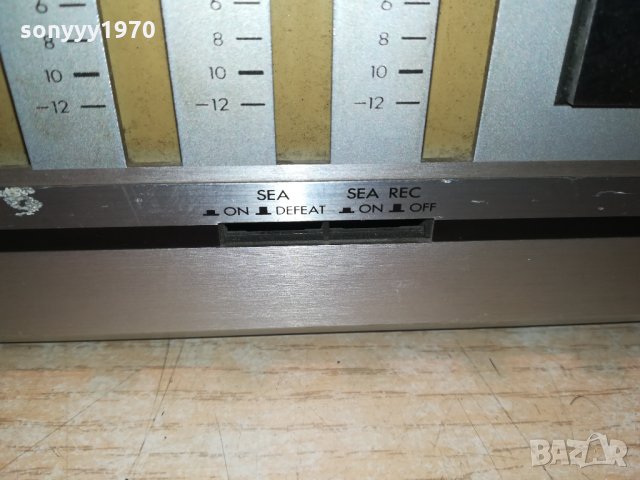 sonyyy1970
6 6 6
8 8 8
10 10 10
-12 -12 -12
SEA SEA REC
ON DEFEAT ON OFF
BAZAR